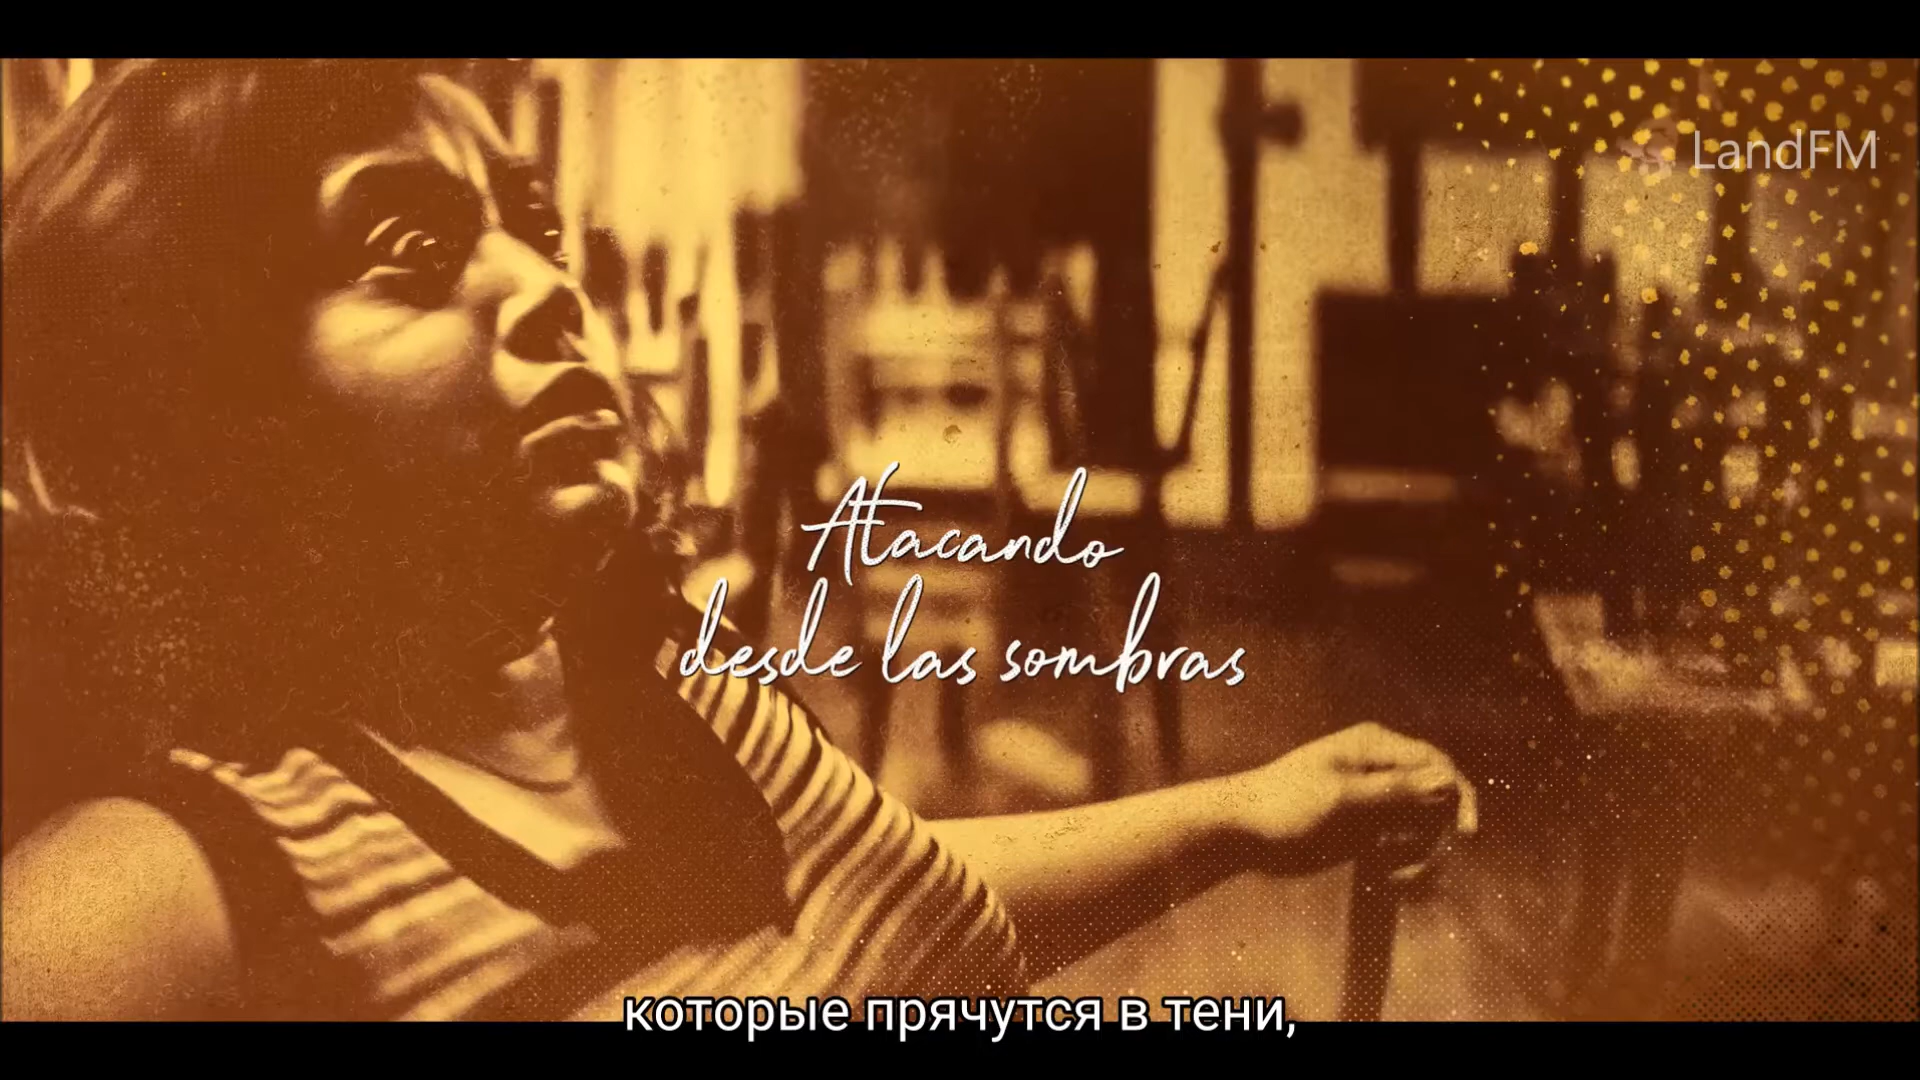 LandFM
Atacando
desde las sombras
которые прячутся в тени,